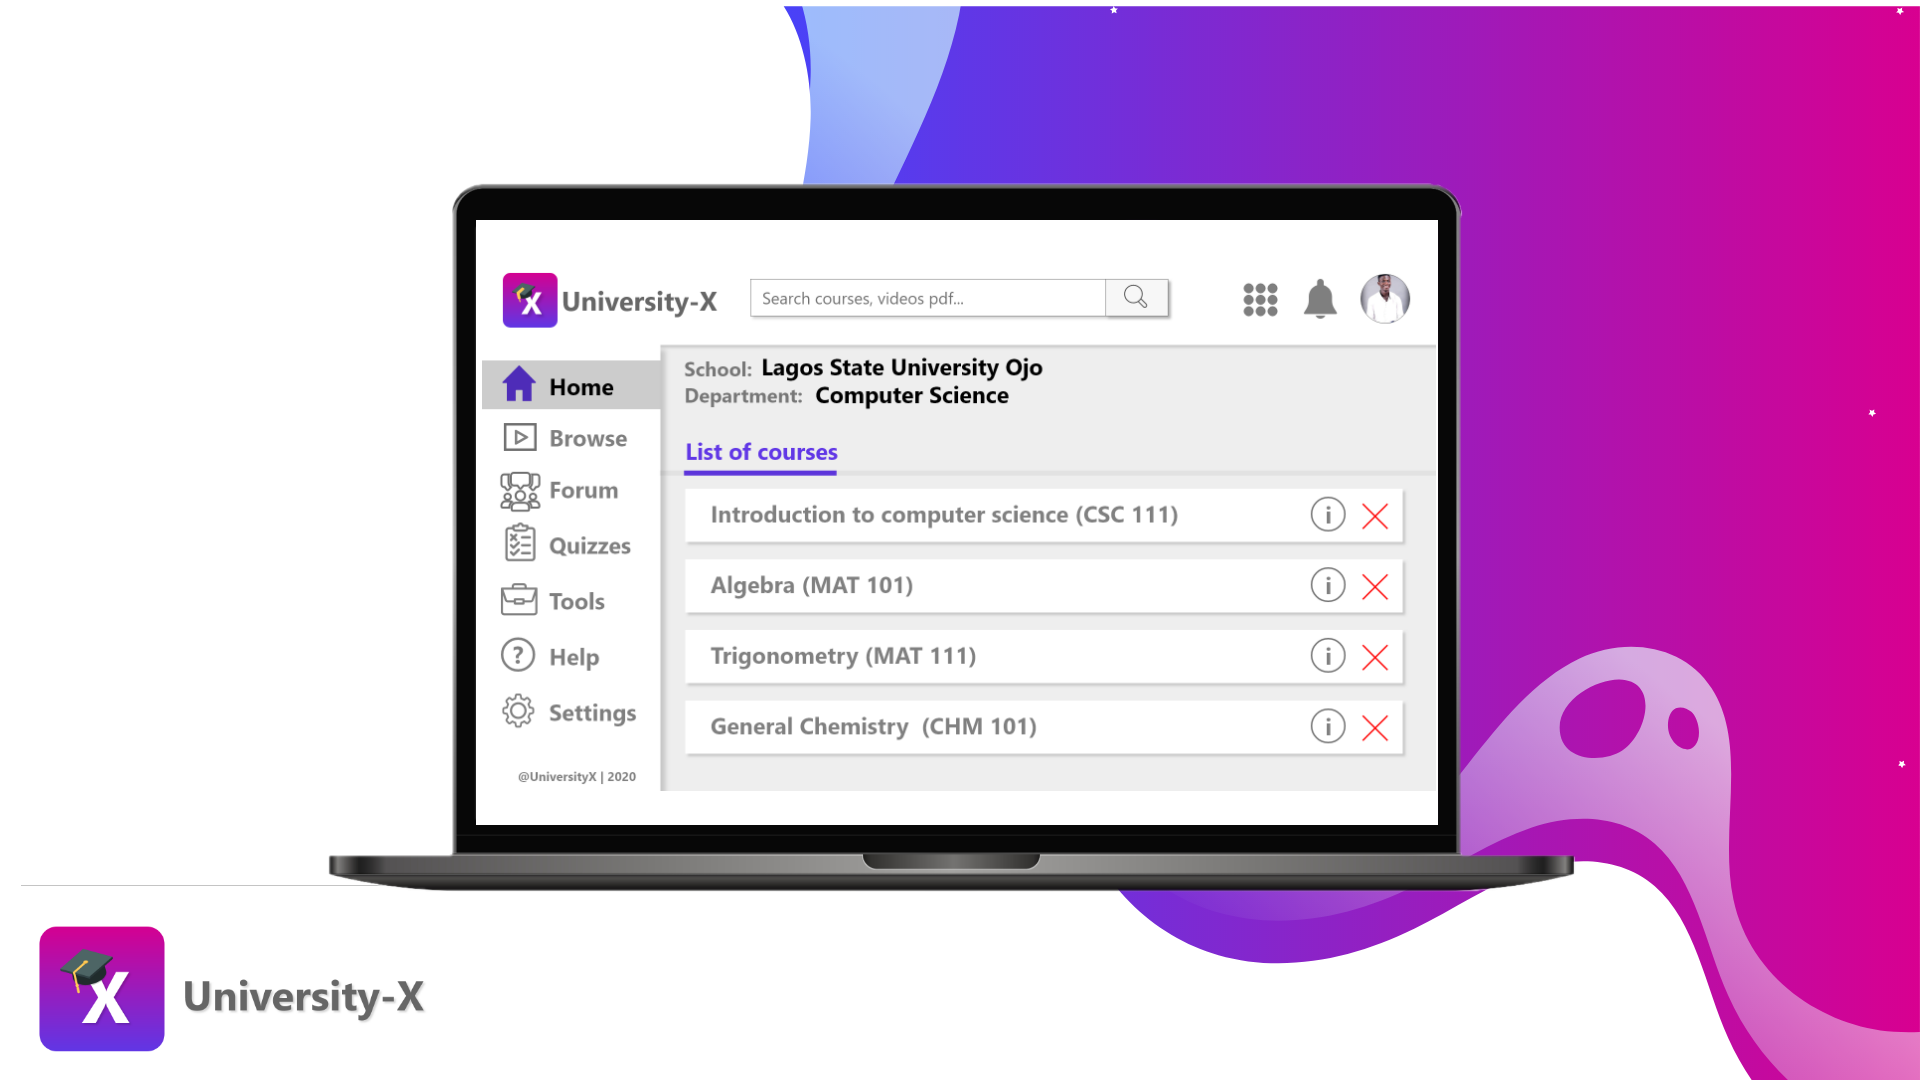 University-X
Search courses, videos pdf...
School: Lagos State University Ojo
Department: Computer Science
Home
Browse
Forum
Quizzes
Tools
Help
Settings
@UniversityX | 2020
List of courses
Introduction to computer science (CSC 111)
Algebra (MAT 101)
Trigonometry (MAT 111)
General Chemistry (CHM 101)
X University-X